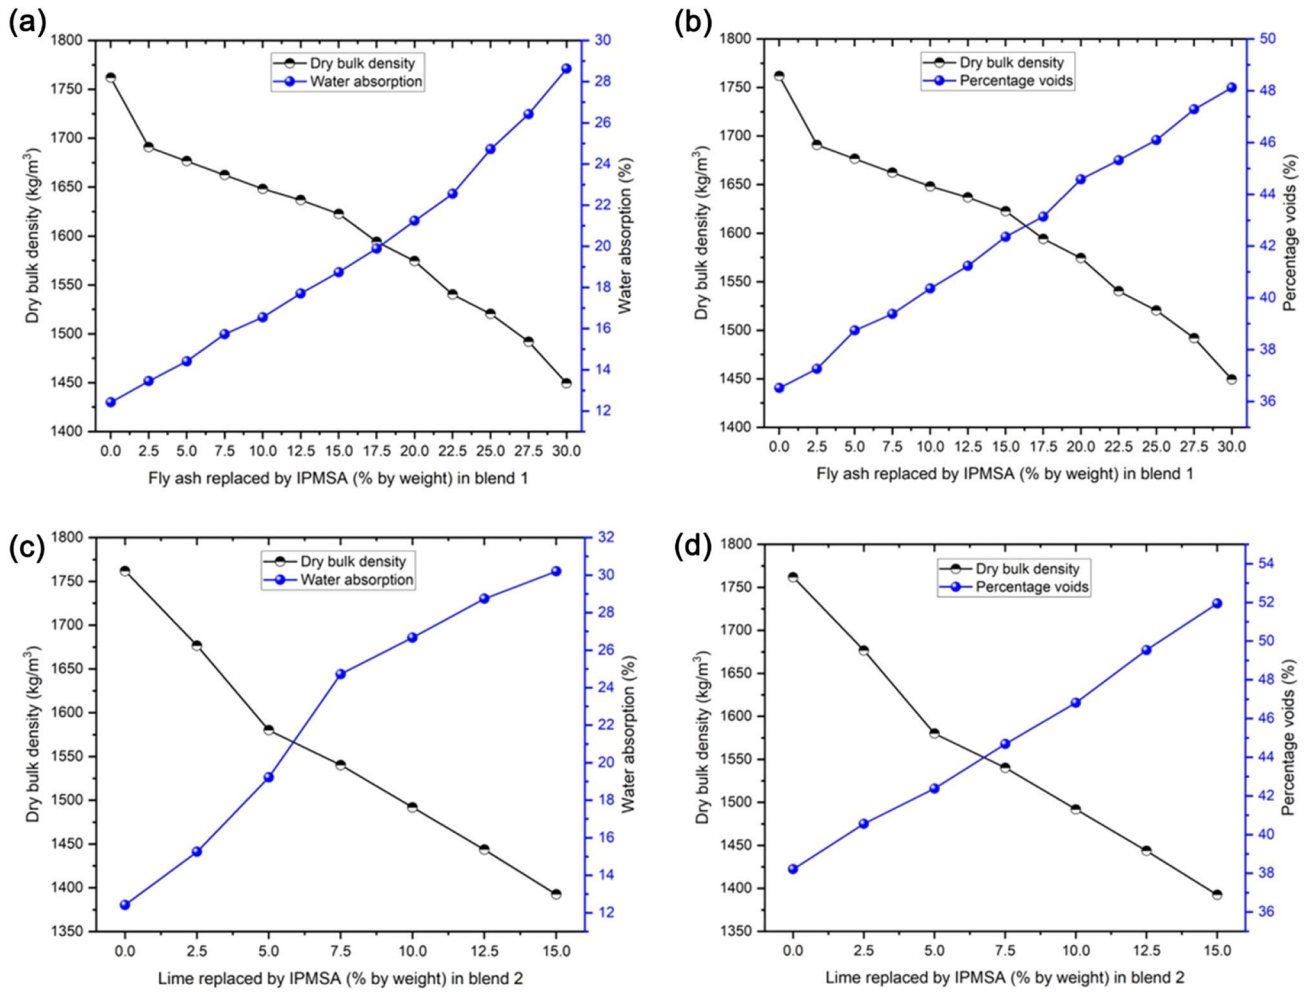 (a)
Dry bulk density
Water absorption
1800
1750
1700
1650
1600
1550
1500
1450
1400
Dry bulk density (kg/m³)
30
28
26
24
22
20
18
16
14
12
Water absorption (%)
0.0 2.5 5.0 7.5 10.0 12.5 15.0 17.5 20.0 22.5 25.0 27.5 30.0
Fly ash replaced by IPMSA (% by weight) in blend 1
(b)
Dry bulk density
Percentage voids
1800
1750
1700
1650
1600
1550
1500
1450
1400
Dry bulk density (kg/m³)
50
48
46
44
42
40
38
36
Percentage voids (%)
0.0 2.5 5.0 7.5 10.0 12.5 15.0 17.5 20.0 22.5 25.0 27.5 30.0
Fly ash replaced by IPMSA (% by weight) in blend 1
(c)
Dry bulk density
Water absorption
1800
1750
1700
1650
1600
1550
1500
1450
1400
1350
Dry bulk density (kg/m³)
32
30
28
26
24
22
20
18
16
14
12
Water absorption (%)
0.0 2.5 5.0 7.5 10.0 12.5 15.0
Lime replaced by IPMSA (% by weight) in blend 2
(d)
Dry bulk density
Percentage voids
1800
1750
1700
1650
1600
1550
1500
1450
1400
1350
Dry bulk density (kg/m³)
54
52
50
48
46
44
42
40
38
36
Percentage voids (%)
0.0 2.5 5.0 7.5 10.0 12.5 15.0
Lime replaced by IPMSA (% by weight) in blend 2